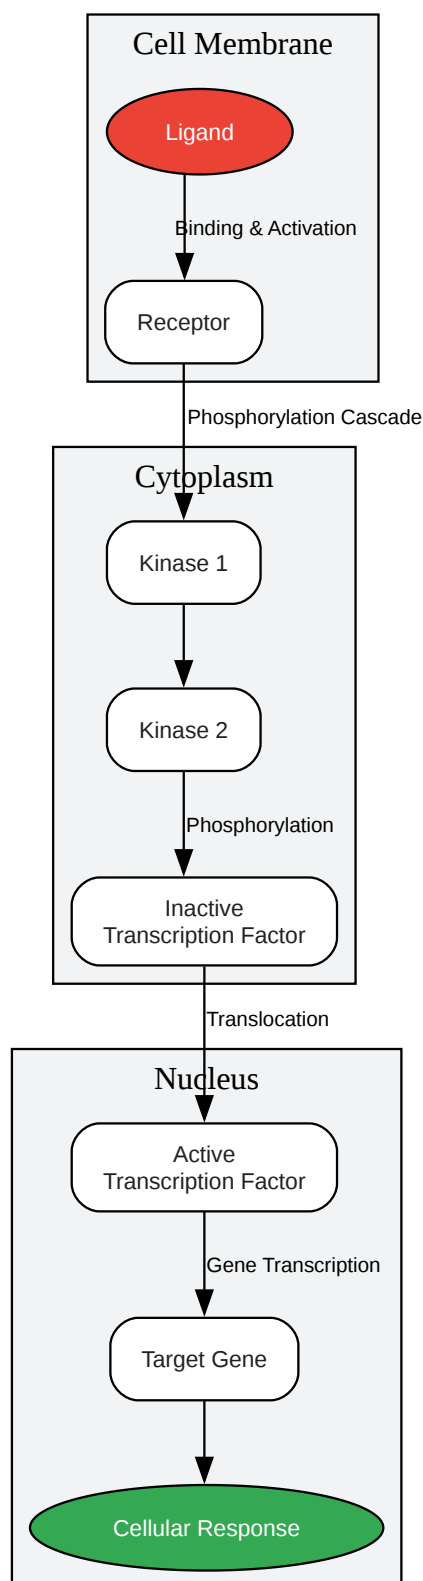 Cell Membrane
Ligand
Binding & Activation
Receptor
Phosphorylation Cascade
Cytoplasm
Kinase 1
Kinase 2
Phosphorylation
Inactive
Transcription Factor
Translocation
Nucleus
Active
Transcription Factor
Gene Transcription
Target Gene
Cellular Response